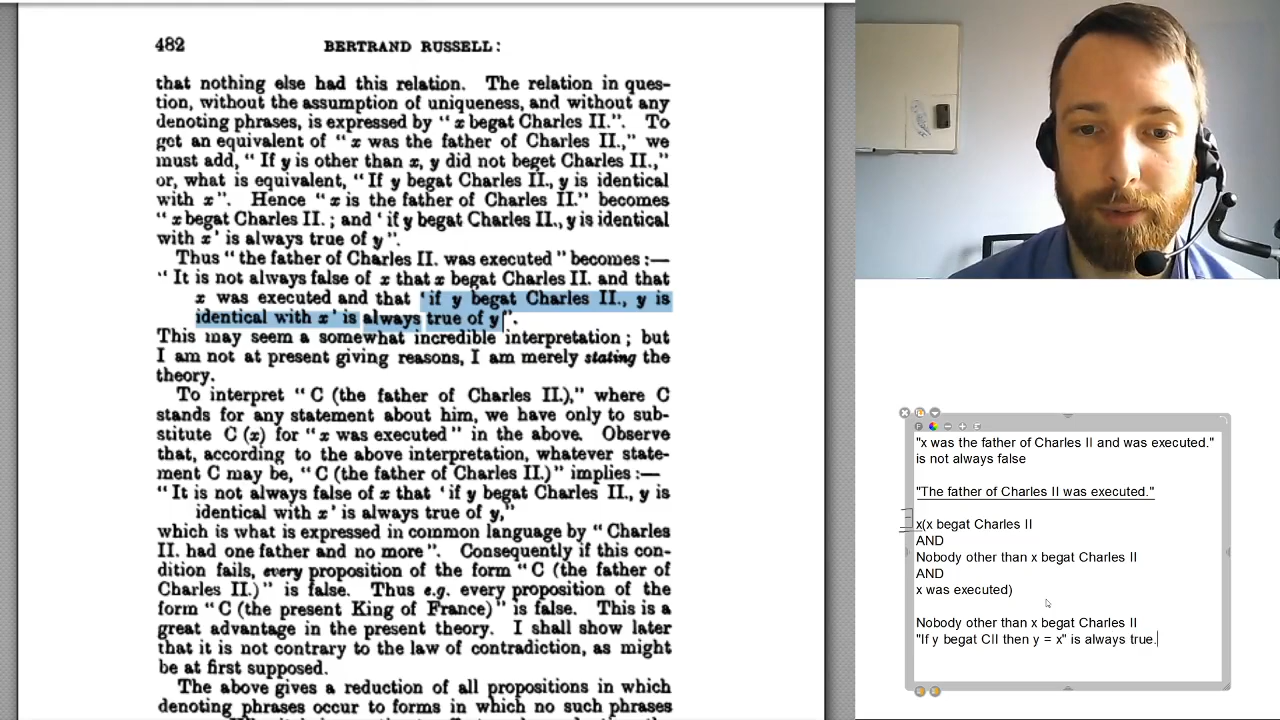 482 BERTRAND RUSSELL:
that nothing else had this relation. The relation in ques-
tion, without the assumption of uniqueness, and without any
denoting phrases, is expressed by “ x begat Charles II.”. To
get an equivalent of “ x was the father of Charles II.,” we
must add, “ If y is other than x, y did not beget Charles II.,”
or, what is equivalent, “ If y begat Charles II., y is identical
with x ”. Hence “ x is the father of Charles II.” becomes
“ x begat Charles II. ; and ‘ if y begat Charles II., y is identical
with x ’ is always true of y ”.
Thus “ the father of Charles II. was executed ” becomes :—
“ It is not always false of x that x begat Charles II. and that
x was executed and that ‘ if y begat Charles II., y is
identical with x ’ is always true of y ”.
This may seem a somewhat incredible interpretation ; but
I am not at present giving reasons, I am merely stating the
theory.
To interpret “ C (the father of Charles II.),” where C
stands for any statement about him, we have only to sub-
stitute C (x) for “ x was executed ” in the above. Observe
that, according to the above interpretation, whatever state-
ment C may be, “ C (the father of Charles II.) ” implies :—
“ It is not always false of x that ‘ if y begat Charles II., y is
identical with x ’ is always true of y,”
which is what is expressed in common language by “ Charles
II. had one father and no more ”. Consequently if this con-
dition fails, every proposition of the form “ C (the father of
Charles II.) ” is false. Thus e.g. every proposition of the
form “ C (the present King of France) ” is false. This is a
great advantage in the present theory. I shall show later
that it is not contrary to the law of contradiction, as might
be at first supposed.
The above gives a reduction of all propositions in which
denoting phrases occur to forms in which no such phrases
"x was the father of Charles II and was executed."
is not always false
"The father of Charles II was executed."
x(x begat Charles II
AND
Nobody other than x begat Charles II
AND
x was executed)
Nobody other than x begat Charles II
"If y begat CII then y = x" is always true.